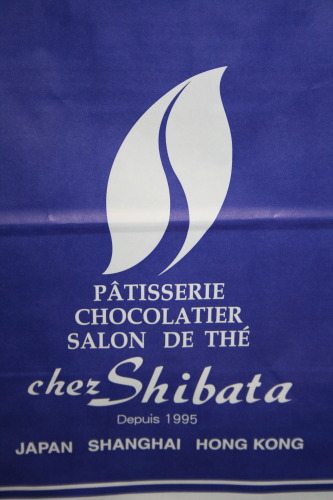 PÂTISSERIE
CHOCOLATIER
SALON DE THÉ
chez Shibata
Depuis 1995
JAPAN SHANGHAI HONG KONG